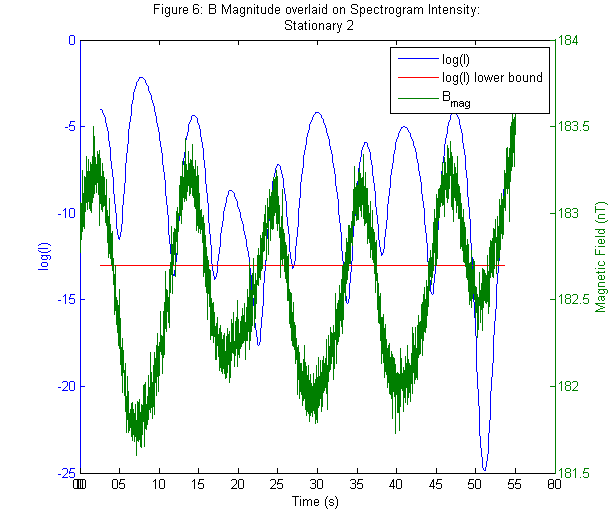 Figure 6: B Magnitude overlaid on Spectrogram Intensity:
Stationary 2
0
-5
-10
-15
-20
-25
log(I)
184
183.5
183
182.5
182
181.5
Magnetic Field (nT)
log(I)
log(I) lower bound
Bmag
00 05 10 15 20 25 30 35 40 45 50 55 60
Time (s)